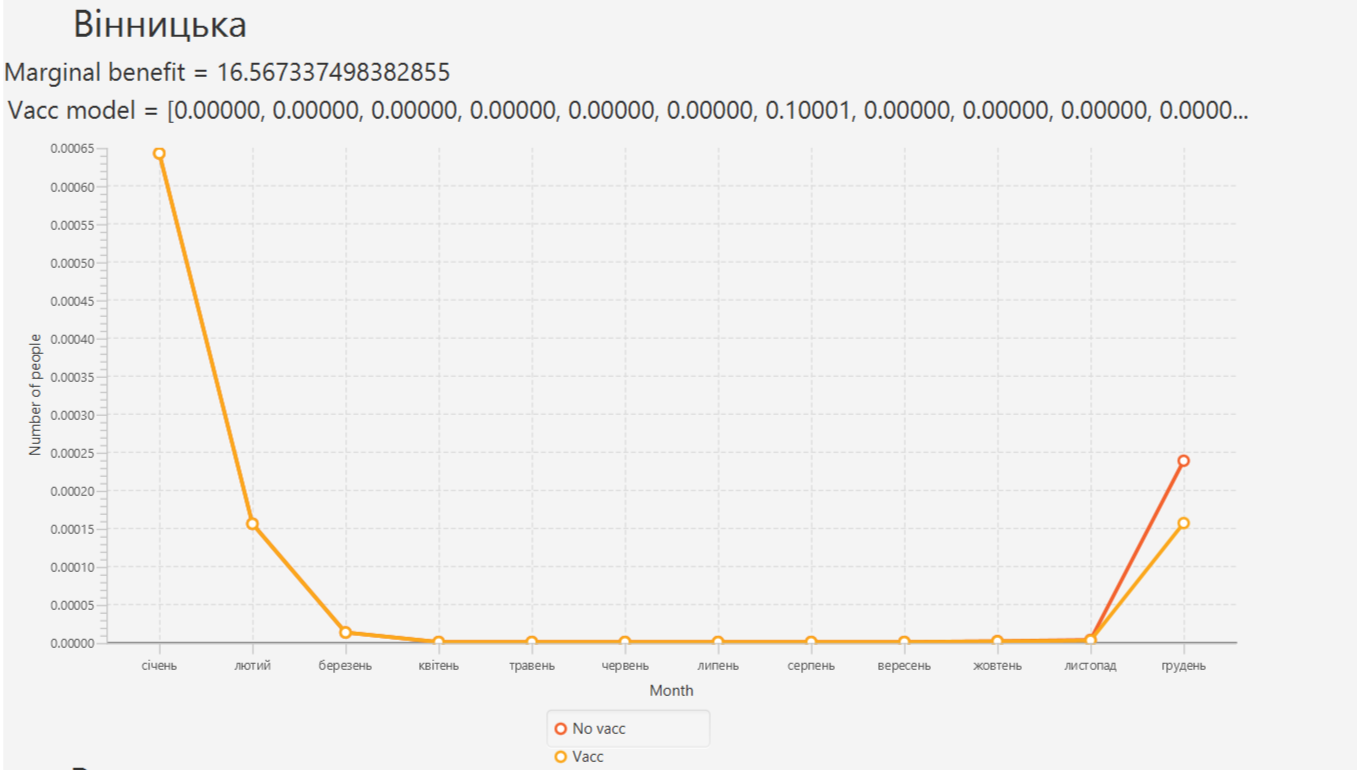 Вінницька
Marginal benefit = 16.567337498382855
Vacc model = [0.00000, 0.00000, 0.00000, 0.00000, 0.00000, 0.00000, 0.10001, 0.00000, 0.00000, 0.00000, 0.0000...
0.00065
0.00060
0.00055
0.00050
0.00045
0.00040
0.00035
0.00030
0.00025
0.00020
0.00015
0.00010
0.00005
0.00000
Number of people
січень лютий березень квітень травень червень липень серпень вересень жовтень листопад грудень
Month
No vacc
Vacc